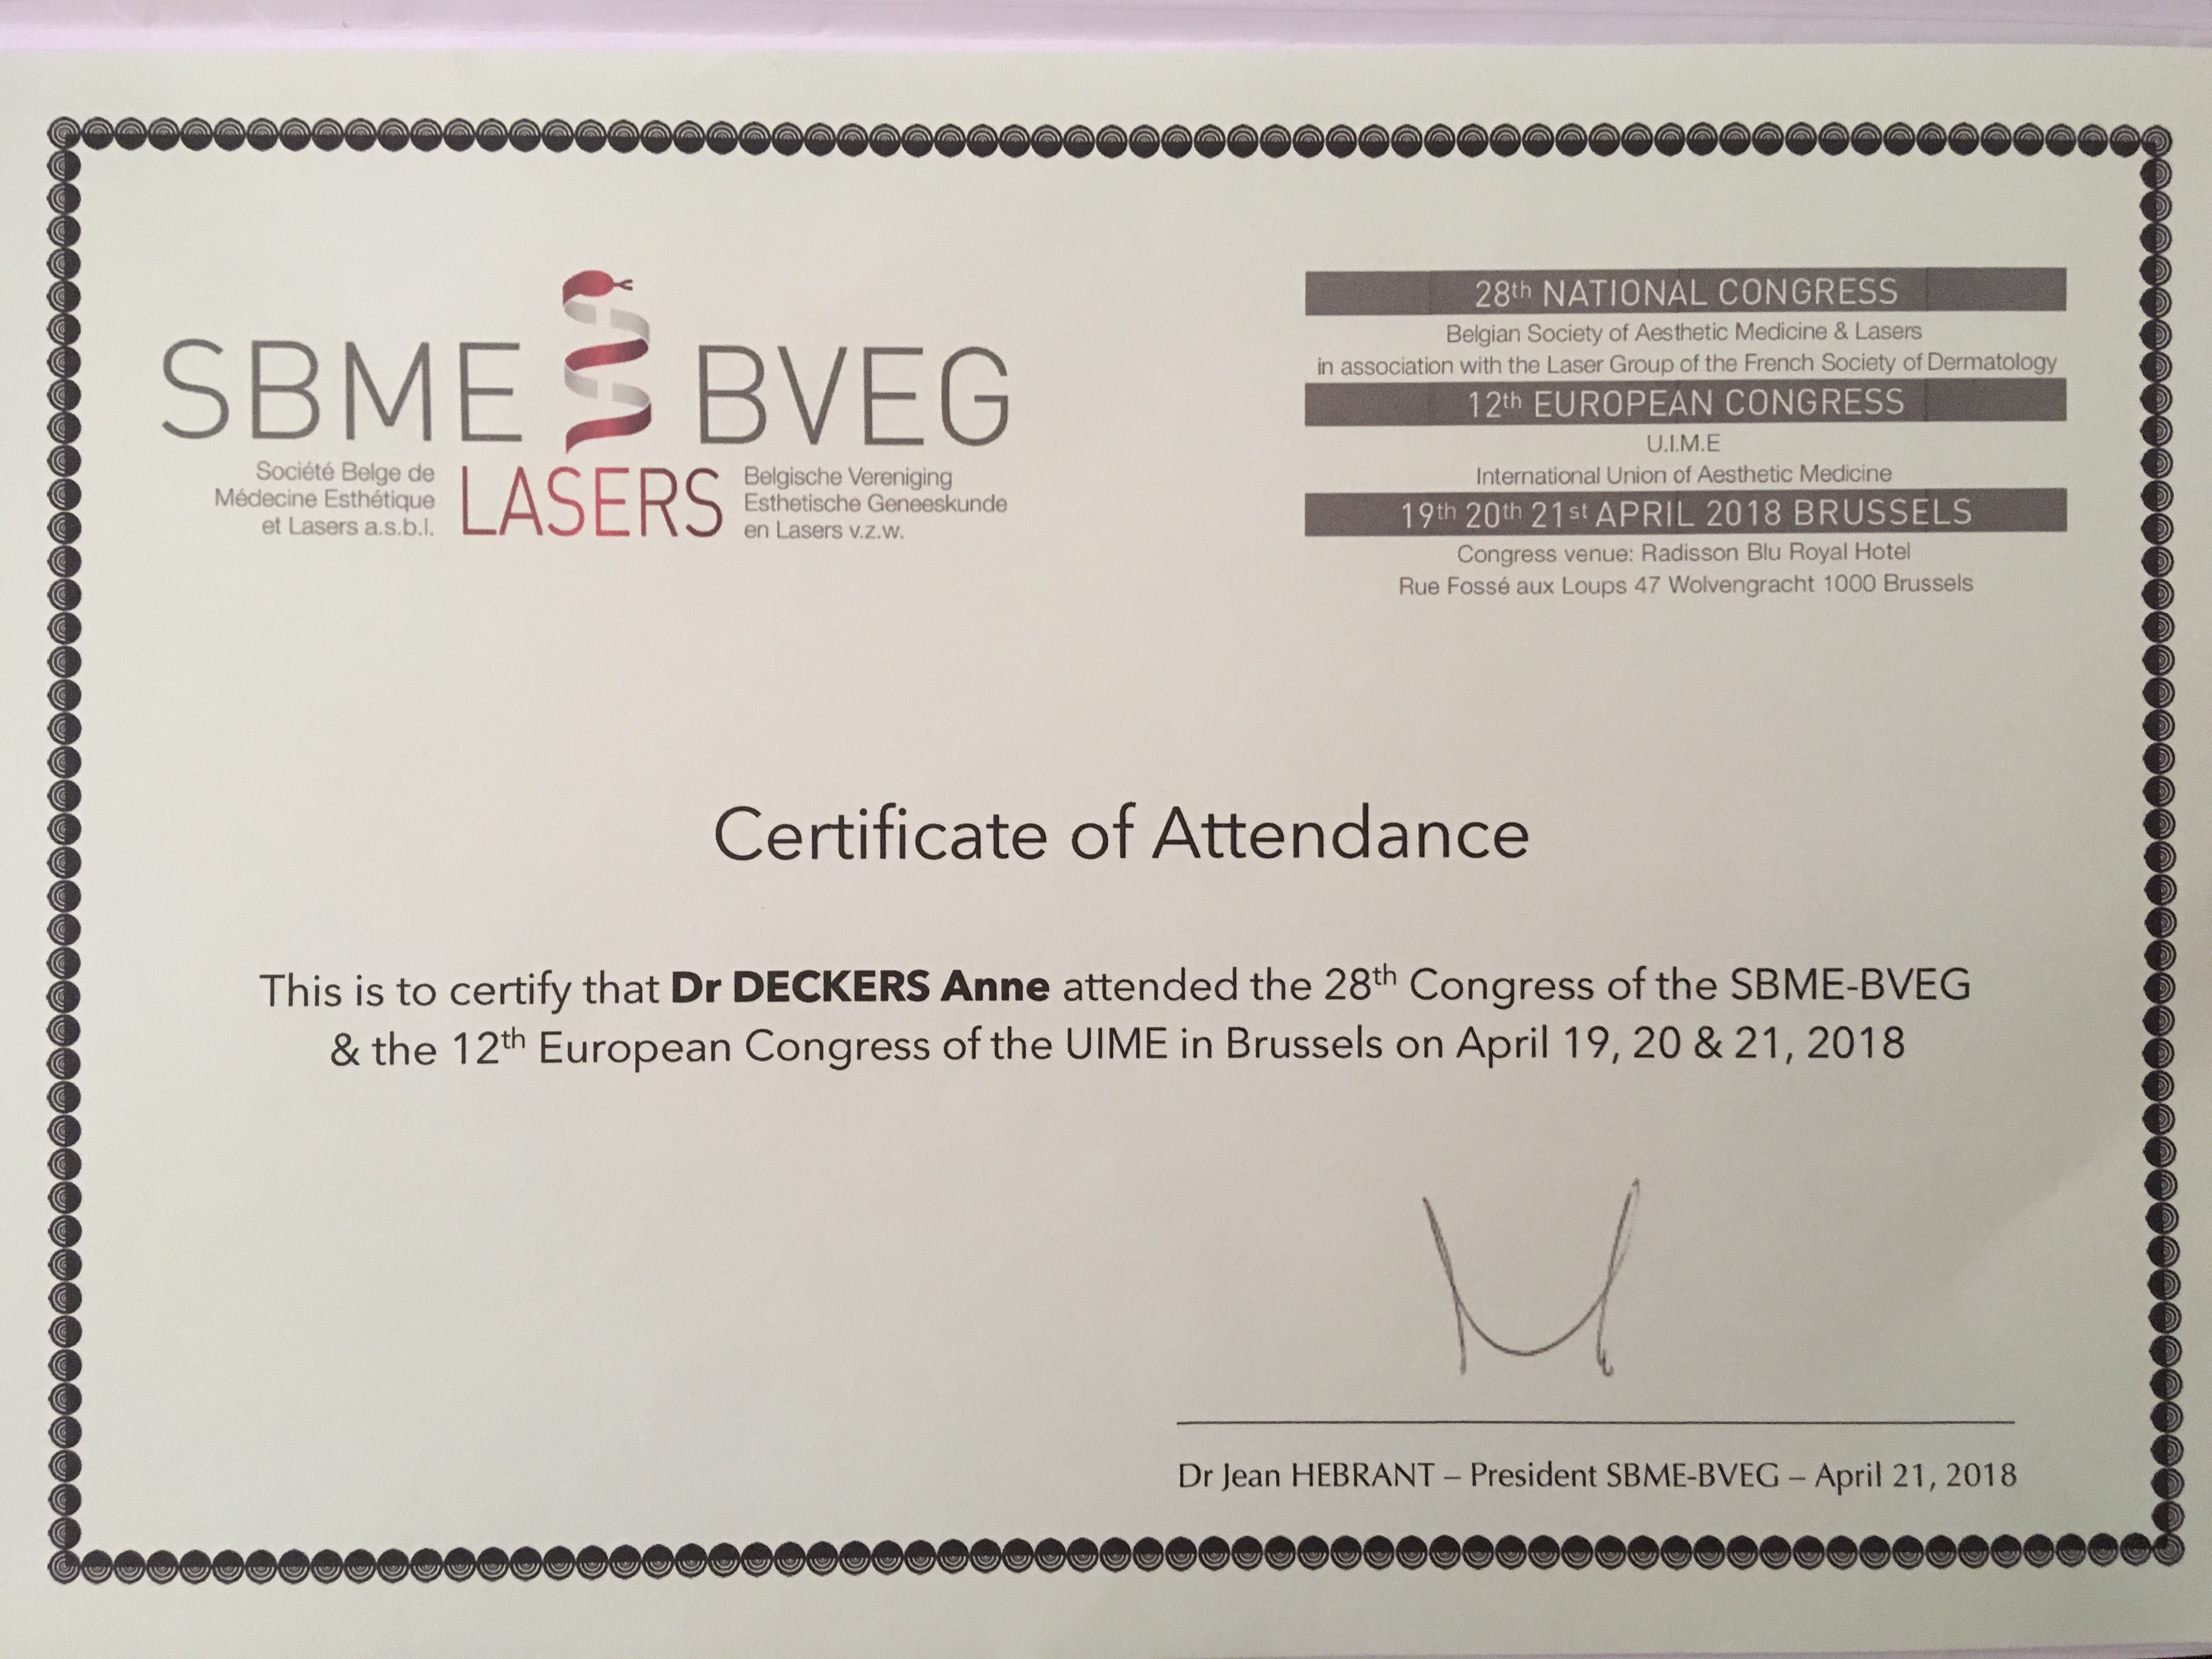 SBME BVEG
Société Belge de
Médecine Esthétique
et Lasers a.s.b.l.
LASERS
Belgische Vereniging
Esthetische Geneeskunde
en Lasers v.z.w.
28th NATIONAL CONGRESS
Belgian Society of Aesthetic Medicine & Lasers
in association with the Laser Group of the French Society of Dermatology
12th EUROPEAN CONGRESS
U.I.M.E
International Union of Aesthetic Medicine
19th 20th 21st APRIL 2018 BRUSSELS
Congress venue: Radisson Blu Royal Hotel
Rue Fossé aux Loups 47 Wolvengracht 1000 Brussels
Certificate of Attendance
This is to certify that Dr DECKERS Anne attended the 28th Congress of the SBME-BVEG
& the 12th European Congress of the UIME in Brussels on April 19, 20 & 21, 2018
Dr Jean HEBRANT – President SBME-BVEG – April 21, 2018